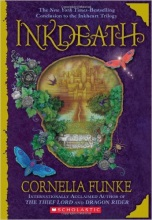 The New York Times Bestselling
Conclusion to the Inkheart Trilogy
INKDEATH
CORNELIA FUNKE
INTERNATIONALLY ACCLAIMED AUTHOR OF
THE THIEF LORD AND DRAGON RIDER
SCHOLASTIC